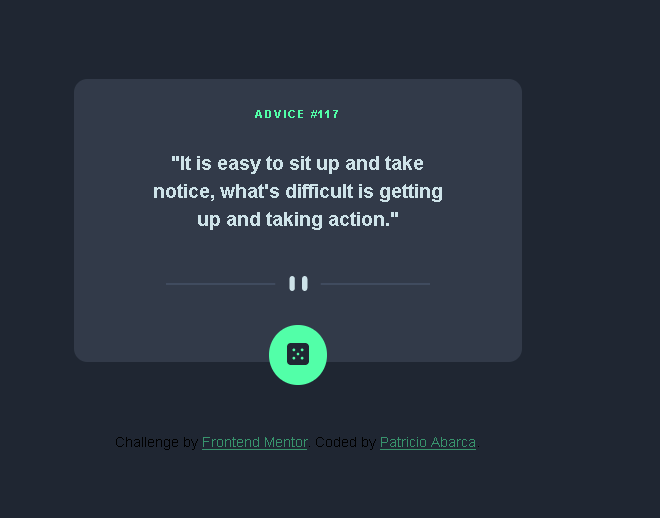 ADVICE #117
"It is easy to sit up and take
notice, what's difficult is getting
up and taking action."
Challenge by Frontend Mentor. Coded by Patricio Abarca